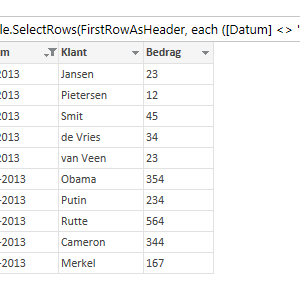 le.SelectRows(FirstRowAsHeader, each ([Datum] <> "
m Klant Bedrag
2013 Jansen 23
2013 Pietersen 12
2013 Smit 45
2013 de Vries 34
2013 van Veen 23
-2013 Obama 354
-2013 Putin 234
-2013 Rutte 564
-2013 Cameron 344
-2013 Merkel 167